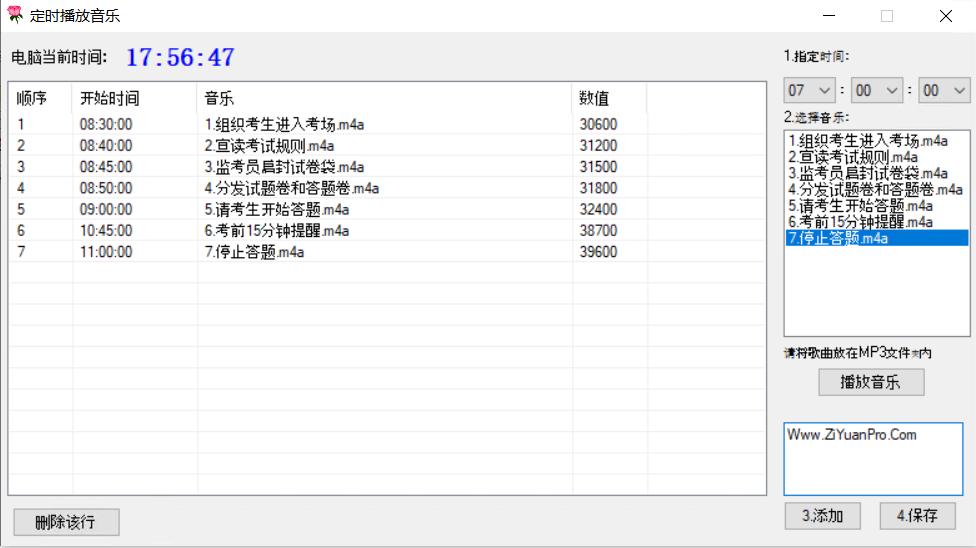 定时播放音乐
电脑当前时间: 17:56:47
顺序 开始时间 音乐 数值
1 08:30:00 1.组织考生进入考场.m4a 30600
2 08:40:00 2.宣读考试规则.m4a 31200
3 08:45:00 3.监考员启封试卷袋.m4a 31500
4 08:50:00 4.分发试题卷和答题卷.m4a 31800
5 09:00:00 5.请考生开始答题.m4a 32400
6 10:45:00 6.考前15分钟提醒.m4a 38700
7 11:00:00 7.停止答题.m4a 39600
删除该行
1.指定时间:
07 : 00 : 00
2.选择音乐:
1.组织考生进入考场.m4a
2.宣读考试规则.m4a
3.监考员启封试卷袋.m4a
4.分发试题卷和答题卷.m4a
5.请考生开始答题.m4a
6.考前15分钟提醒.m4a
7.停止答题.m4a
请将歌曲放在MP3文件夹内
播放音乐
Www.ZiYuanPro.Com
3.添加 4.保存